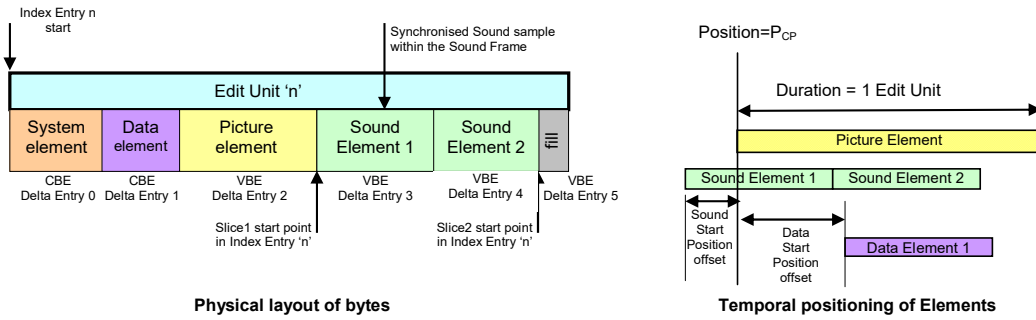 Index Entry n
start
Synchronised Sound sample
within the Sound Frame
Edit Unit ‘n’
System
element
Data
element
Picture
element
Sound
Element 1
Sound
Element 2
fill
CBE
Delta Entry 0
CBE
Delta Entry 1
VBE
Delta Entry 2
VBE
Delta Entry 3
VBE
Delta Entry 4
VBE
Delta Entry 5
Slice1 start point
in Index Entry ‘n’
Slice2 start point
in Index Entry ‘n’
Physical layout of bytes
Position=PCP
Duration = 1 Edit Unit
Picture Element
Sound Element 1
Sound Element 2
Sound
Start
Position
offset
Data
Start
Position
offset
Data Element 1
Temporal positioning of Elements